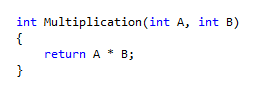 int Multiplication(int A, int B)
{
    return A * B;
}